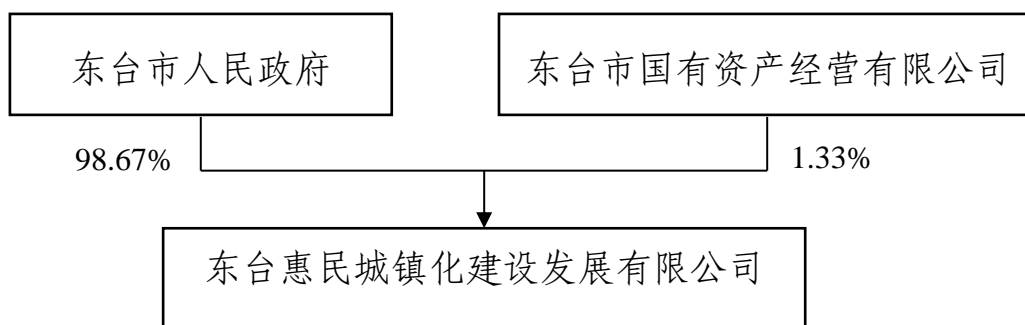 东台市人民政府
东台市国有资产经营有限公司
98.67%
1.33%
东台惠民城镇化建设发展有限公司